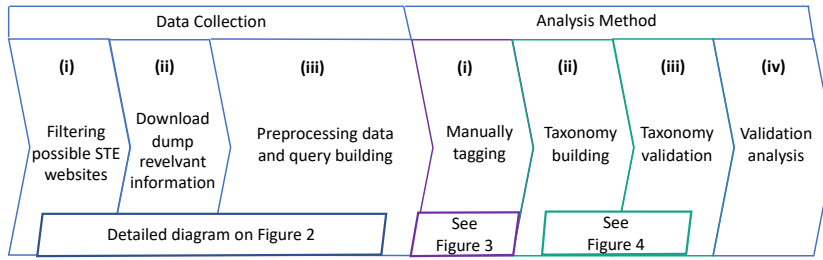 Data Collection
Analysis Method
(i)
Filtering
possible STE
websites
(ii)
Download
dump
revelvant
information
(iii)
Preprocessing data
and query building
(i)
Manually
tagging
(ii)
Taxonomy
building
(iii)
Taxonomy
validation
(iv)
Validation
analysis
Detailed diagram on Figure 2
See
Figure 3
See
Figure 4